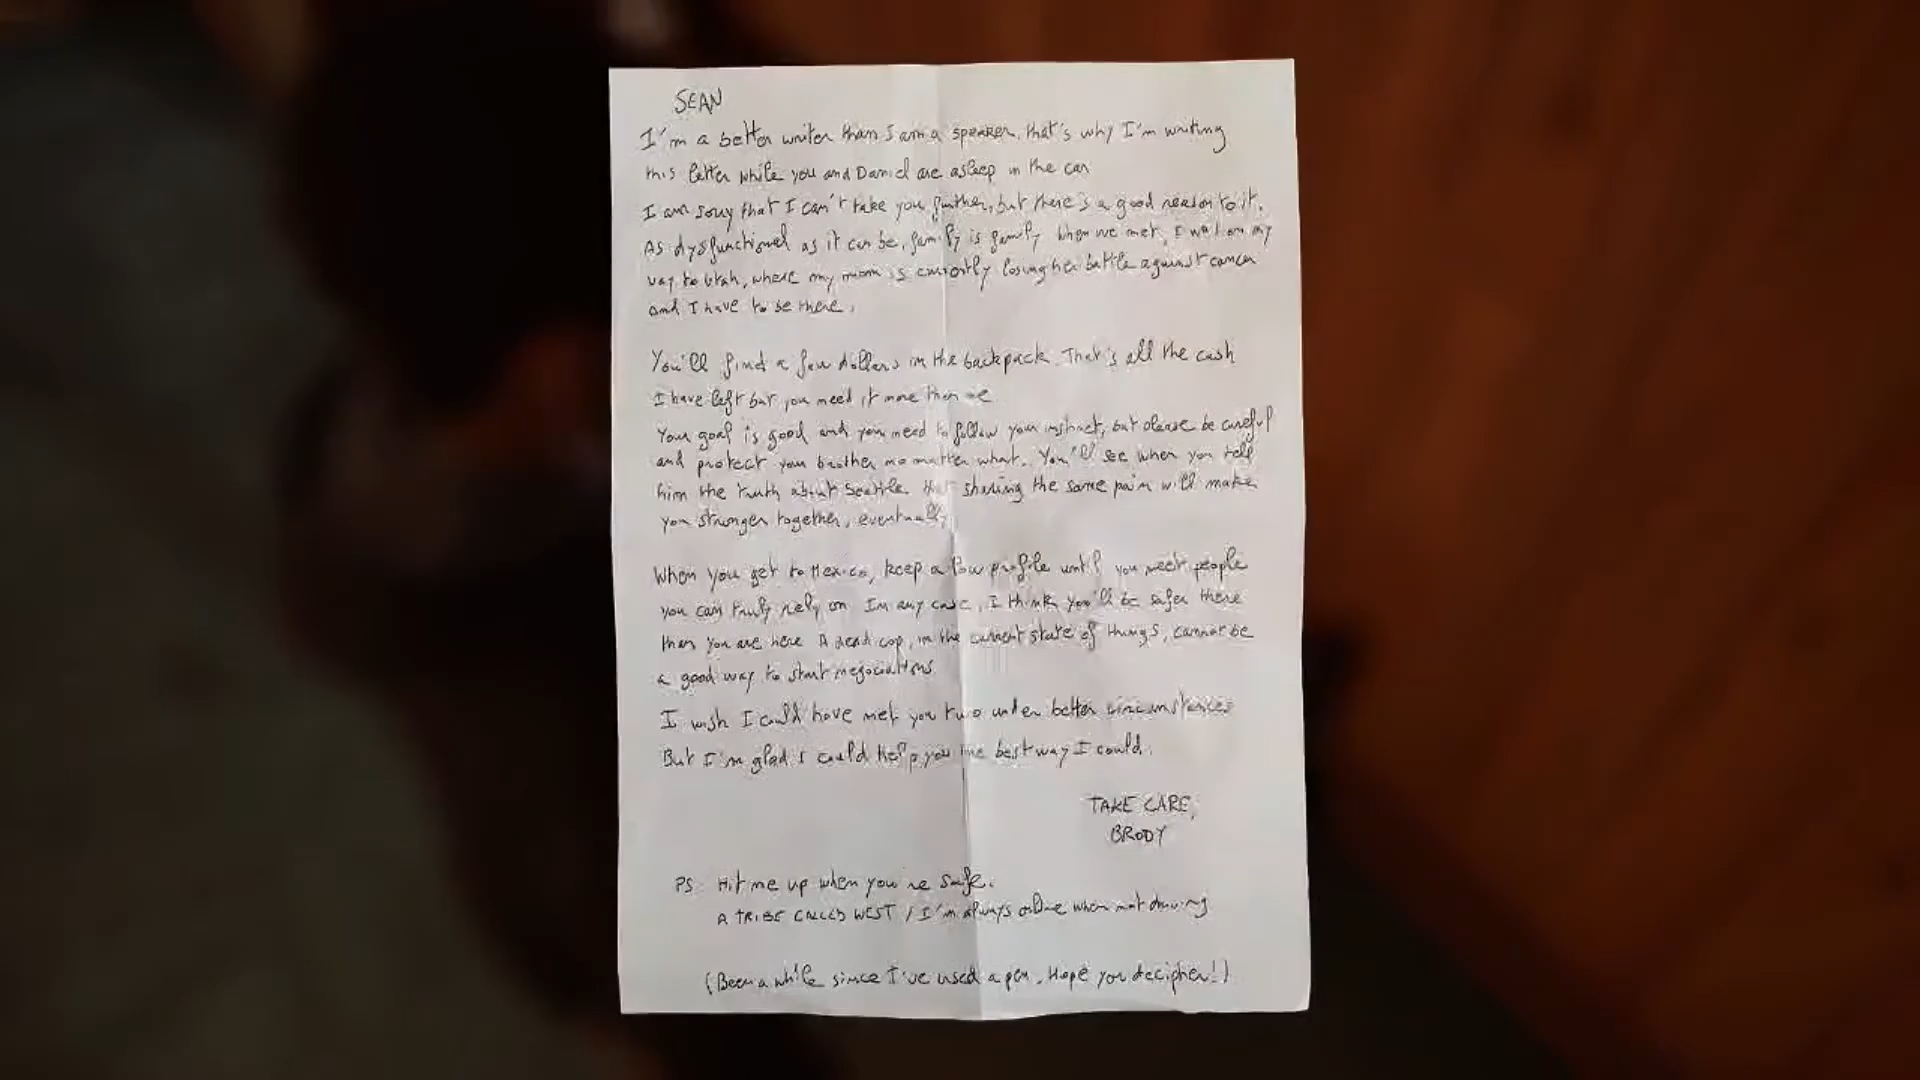 SEAN
I'm a better writer than I am a speaker, that's why I'm writing
this letter while you and Daniel are asleep in the car
I am sorry that I can't take you further, but there's a good reason to it.
As dysfunctional as it can be, family is family When we met, I was on my
way to Utah, where my mom is currently losing her battle against cancer
and I have to be there.
You'll find a few dollars in the backpack. That's all the cash
I have left but you need it more than me
Your goal is good and you need to follow your instinct, but please be careful
and protect your brother no matter what. You'll see when you tell
him the truth about Seattle that sharing the same pain will make
you stronger together, eventually
When you get to Mexico, keep a low profile until you meet people
you can truly rely on In any case, I think you'll be safer there
than you are here A dead cop, in the current state of things, cannot be
a good way to start negociations
I wish I could have met you two under better circumstances
But I'm glad I could help you the best way I could.
TAKE CARE,
BRODY
PS: Hit me up when you're safe.
A TRIBE CALLED WEST / I'm always online when not driving
(Been a while since I've used a pen. Hope you decipher!)